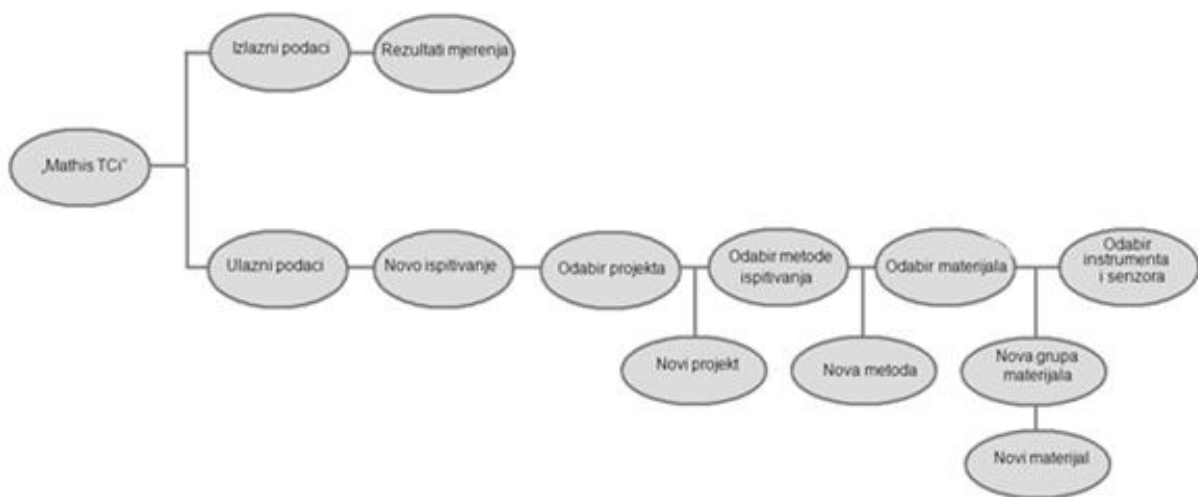 Izlazni podaci
Rezultati mjerenja
„Mathis TCi"
Ulazni podaci
Novo ispitivanje
Odabir projekta
Odabir metode
ispitivanja
Odabir materijala
Odabir
instrumenta
i senzora
Novi projekt
Nova metoda
Nova grupa
materijala
Novi materijal